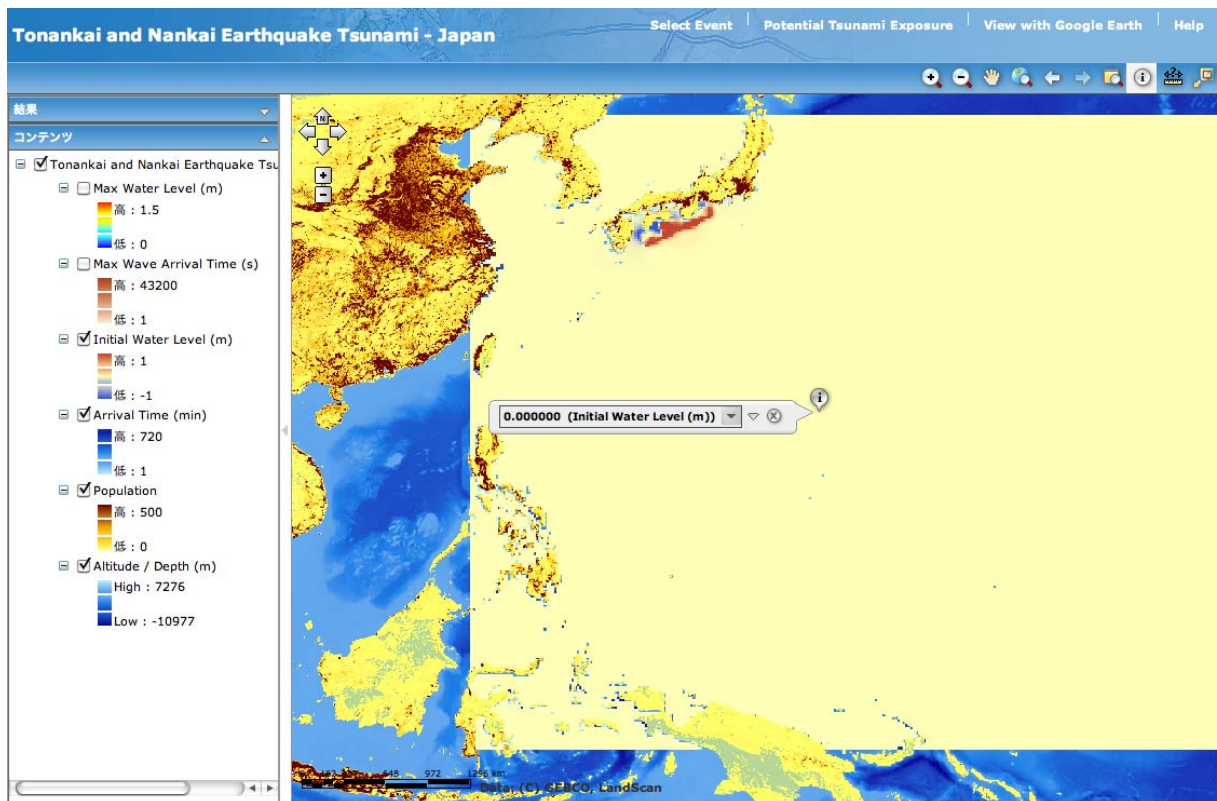 Tonankai and Nankai Earthquake Tsunami - Japan
Select Event
Potential Tsunami Exposure
View with Google Earth
Help
結果
コンテンツ
Tonankai and Nankai Earthquake Tsu
Max Water Level (m)
高 : 1.5
低 : 0
Max Wave Arrival Time (s)
高 : 43200
低 : 1
Initial Water Level (m)
高 : 1
低 : -1
Arrival Time (min)
高 : 720
低 : 1
Population
高 : 500
低 : 0
Altitude / Depth (m)
High : 7276
Low : -10977
N
0.000000 (Initial Water Level (m))
648 972 1296 km
Data: (C) GEBCO, LandScan